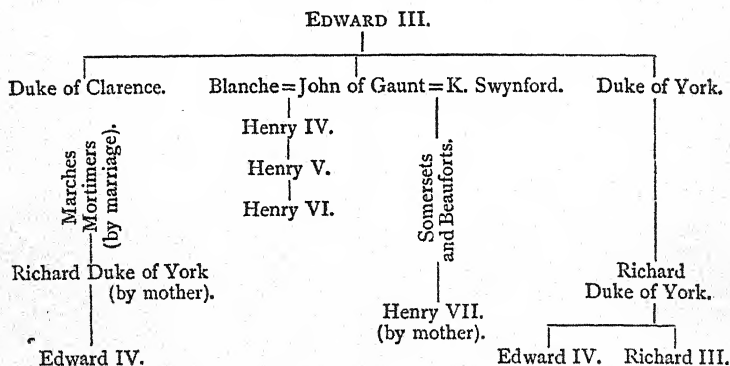 EDWARD III.
Duke of Clarence. Blanche=John of Gaunt=K. Swynford. Duke of York.
Henry IV.
Henry V.
Henry VI.
Marches
Mortimers
(by marriage).
Somersets
and Beauforts.
Richard Duke of York
(by mother).
Richard
Duke of York.
Henry VII.
(by mother).
Edward IV. Edward IV. Richard III.